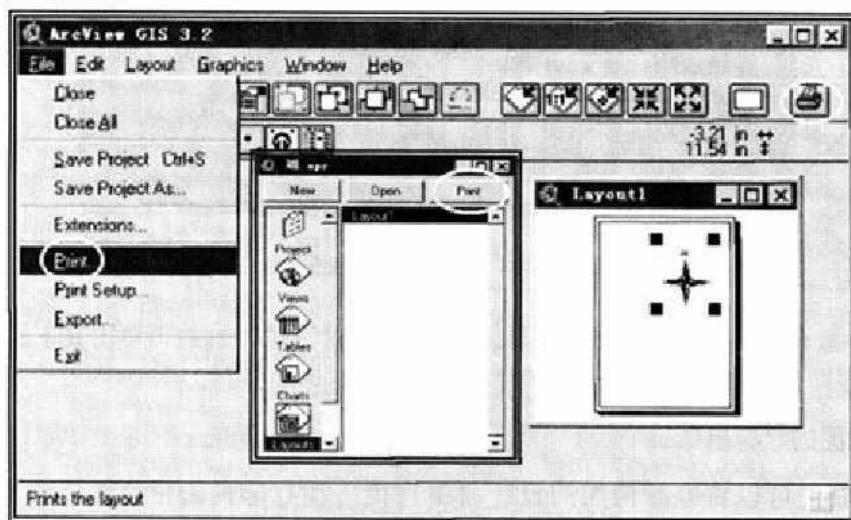 ArcView GIS 3.2
File Edit Layout Graphics Window Help
Close
Close All
Save Project Ctrl+S
Save Project As...
Extensions...
Print
Print Setup...
Export...
Exit
-3.21 in
11.54 in
apr
New Open Print
Project
Views
Tables
Charts
Layouts
Layout1
Layout1
Prints the layout